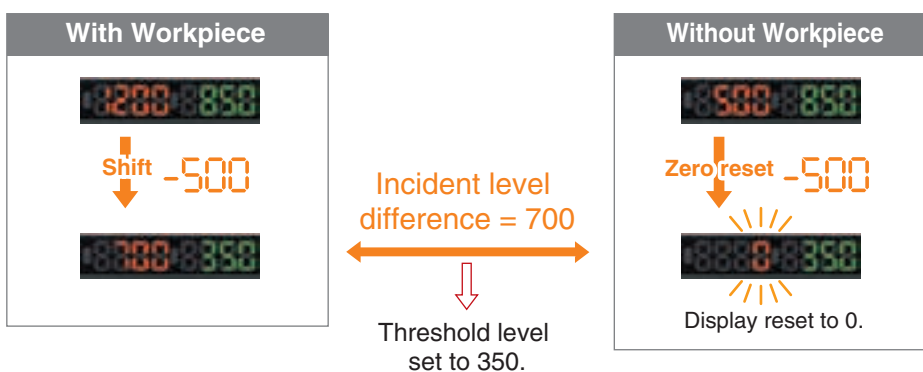 With Workpiece
1200 850
Shift -500
700 350
Incident level
difference = 700
Threshold level
set to 350.
Without Workpiece
500 850
Zero reset -500
0 350
Display reset to 0.